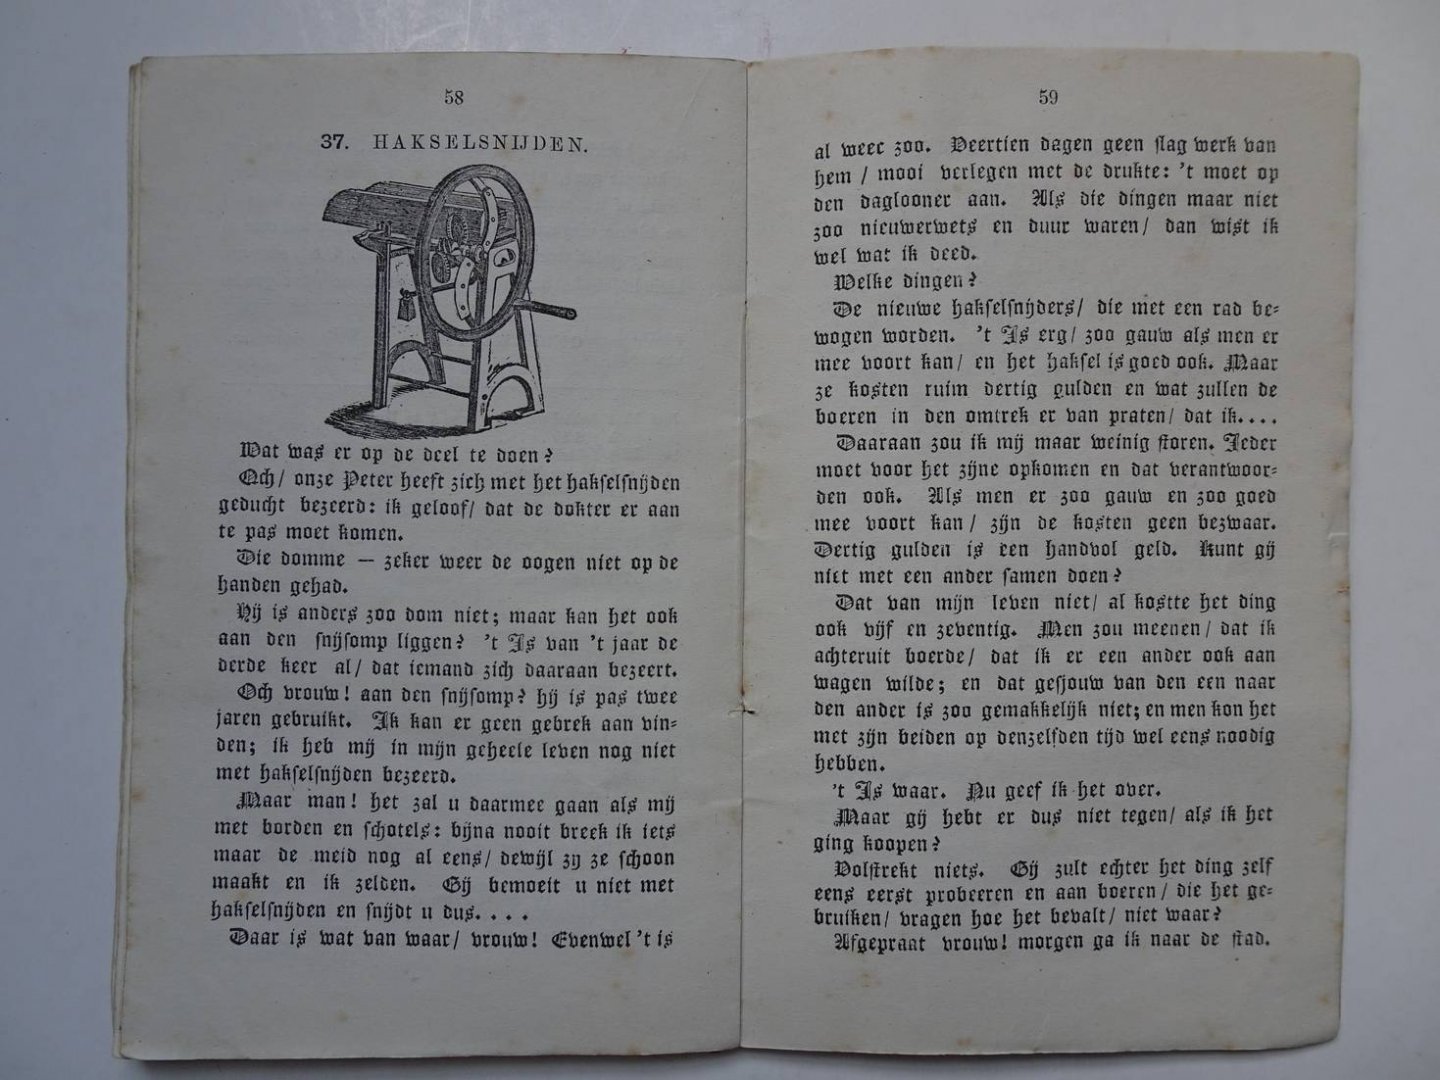 58
37. HAKSELSNIJDEN.
Wat was er op de deel te doen?
Och/ onze Peter heeft zich met het hakselsnijden
geducht bezeerd: ik geloof/ dat de dokter er aan
te pas moet komen.
Die domme — zeker weer de oogen niet op de
handen gehad.
Hij is anders zoo dom niet; maar kan het ook
aan den snijsomp liggen? 't Is van 't jaar de
derde keer al/ dat iemand zich daaraan bezeert.
Och vrouw! aan den snijsomp? hij is pas twee
jaren gebruikt. Ik kan er geen gebrek aan vin=
den; ik heb mij in mijn geheele leven nog niet
met hakselsnijden bezeerd.
Maar man! het zal u daarmee gaan als mij
met borden en schotels: bijna nooit breek ik iets
maar de meid nog al eens/ dewijl zij ze schoon
maakt en ik zelden. Gij bemoeit u niet met
hakselsnijden en snijdt u dus....
Daar is wat van waar/ vrouw! Evenwel 't is
59
al weer zoo. Veertien dagen geen slag werk van
hem/ mooi verlegen met de drukte: 't moet op
den daglooner aan. Als die dingen maar niet
zoo nieuwerwets en duur waren/ dan wist ik
wel wat ik deed.
Welke dingen?
De nieuwe hakselsnijders/ die met een rad be=
wogen worden. 't Is erg/ zoo gauw als men er
mee voort kan/ en het haksel is goed ook. Maar
ze kosten ruim dertig gulden en wat zullen de
boeren in den omtrek er van praten/ dat ik....
Daaraan zou ik mij maar weinig storen. Ieder
moet voor het zijne opkomen en dat verantwoor=
den ook. Als men er zoo gauw en zoo goed
mee voort kan/ zijn de kosten geen bezwaar.
Dertig gulden is een handvol geld. Kunt gij
niet met een ander samen doen?
Dat van mijn leven niet/ al kostte het ding
ook vijf en zeventig. Men zou meenen/ dat ik
achteruit boerde/ dat ik er een ander ook aan
wagen wilde; en dat gesjouw van den een naar
den ander is zoo gemakkelijk niet; en men kon het
met zijn beiden op denzelfden tijd wel eens noodig
hebben.
't Is waar. Nu geef ik het over.
Maar gij hebt er dus niet tegen/ als ik het
ging koopen?
Volstrekt niets. Gij zult echter het ding zelf
eens eerst probeeren en aan boeren/ die het ge=
bruiken/ vragen hoe het bevalt/ niet waar?
Afgepraat vrouw! morgen ga ik naar de stad.